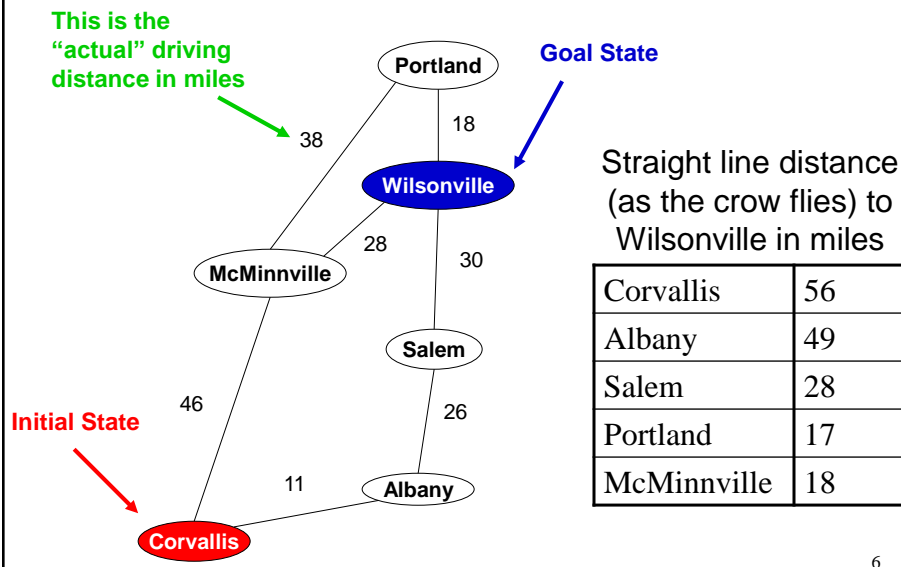 This is the
“actual” driving
distance in miles
Goal State
Portland
18
38
Wilsonville
28
30
McMinnville
Salem
46
26
Initial State
11
Albany
Corvallis
Straight line distance
(as the crow flies) to
Wilsonville in miles
Corvallis 56
Albany 49
Salem 28
Portland 17
McMinnville 18
6